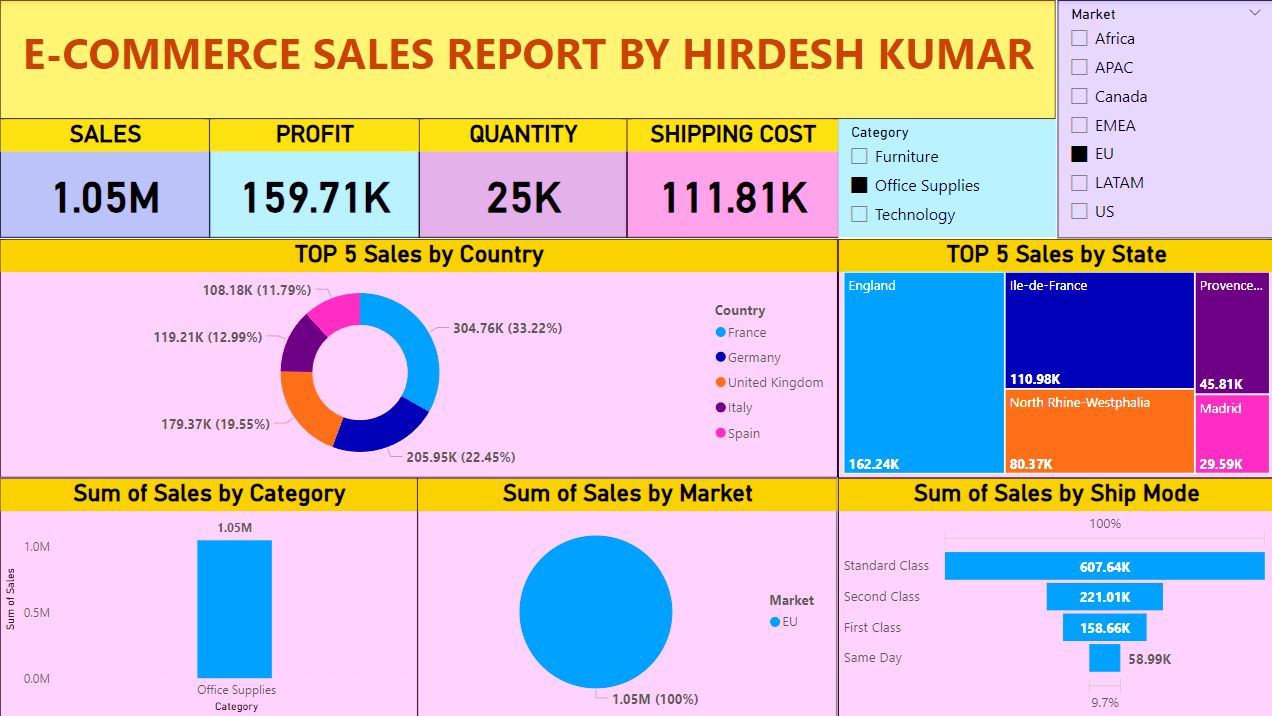 E-COMMERCE SALES REPORT BY HIRDESH KUMAR
Market
Africa
APAC
Canada
EMEA
EU
LATAM
US
SALES
1.05M
PROFIT
159.71K
QUANTITY
25K
SHIPPING COST
111.81K
Category
Furniture
Office Supplies
Technology
TOP 5 Sales by Country
108.18K (11.79%)
119.21K (12.99%)
179.37K (19.55%)
304.76K (33.22%)
205.95K (22.45%)
Country
France
Germany
United Kingdom
Italy
Spain
TOP 5 Sales by State
England
162.24K
Ile-de-France
110.98K
North Rhine-Westphalia
80.37K
Provence...
45.81K
Madrid
29.59K
Sum of Sales by Category
1.05M
1.0M
0.5M
0.0M
Sum of Sales
Office Supplies
Category
Sum of Sales by Market
Market
EU
1.05M (100%)
Sum of Sales by Ship Mode
100%
Standard Class 607.64K
Second Class 221.01K
First Class 158.66K
Same Day 58.99K
9.7%